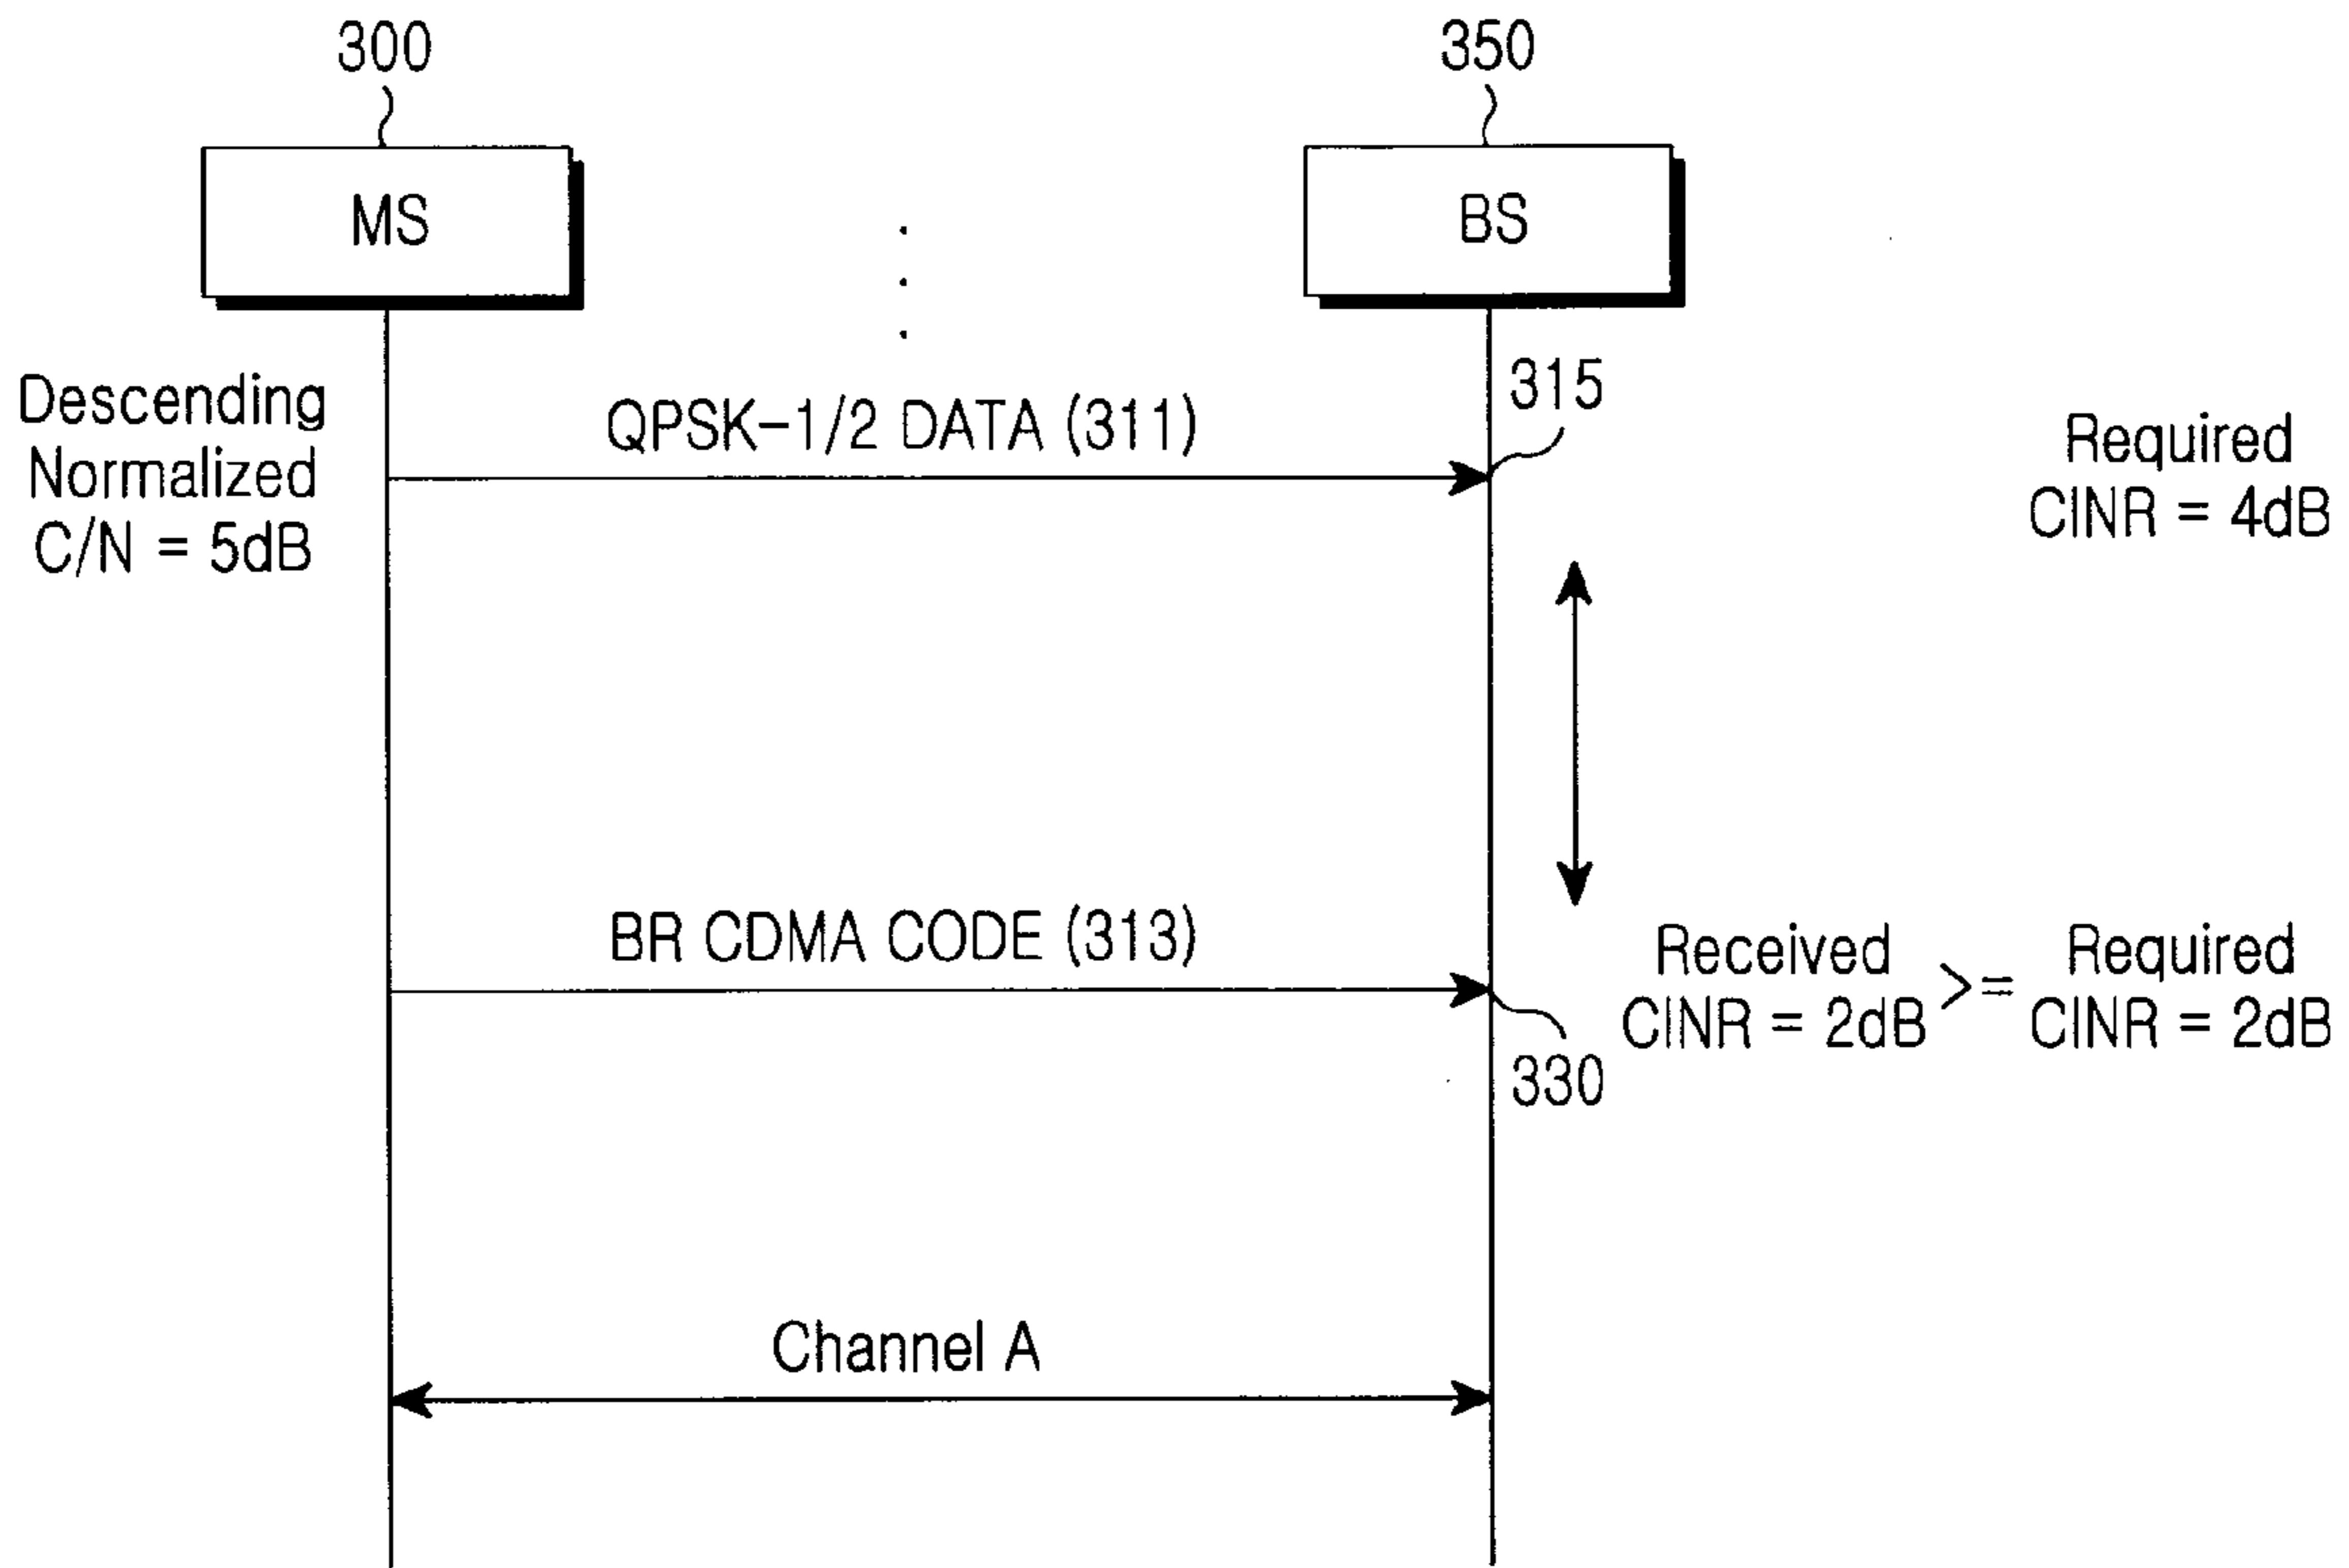 300
350
MS
BS
315
Descending
Normalized
C/N = 5dB
QPSK-1/2 DATA (311)
Required
CINR = 4dB
BR CDMA CODE (313)
Received
CINR = 2dB
>=
Required
CINR = 2dB
330
Channel A